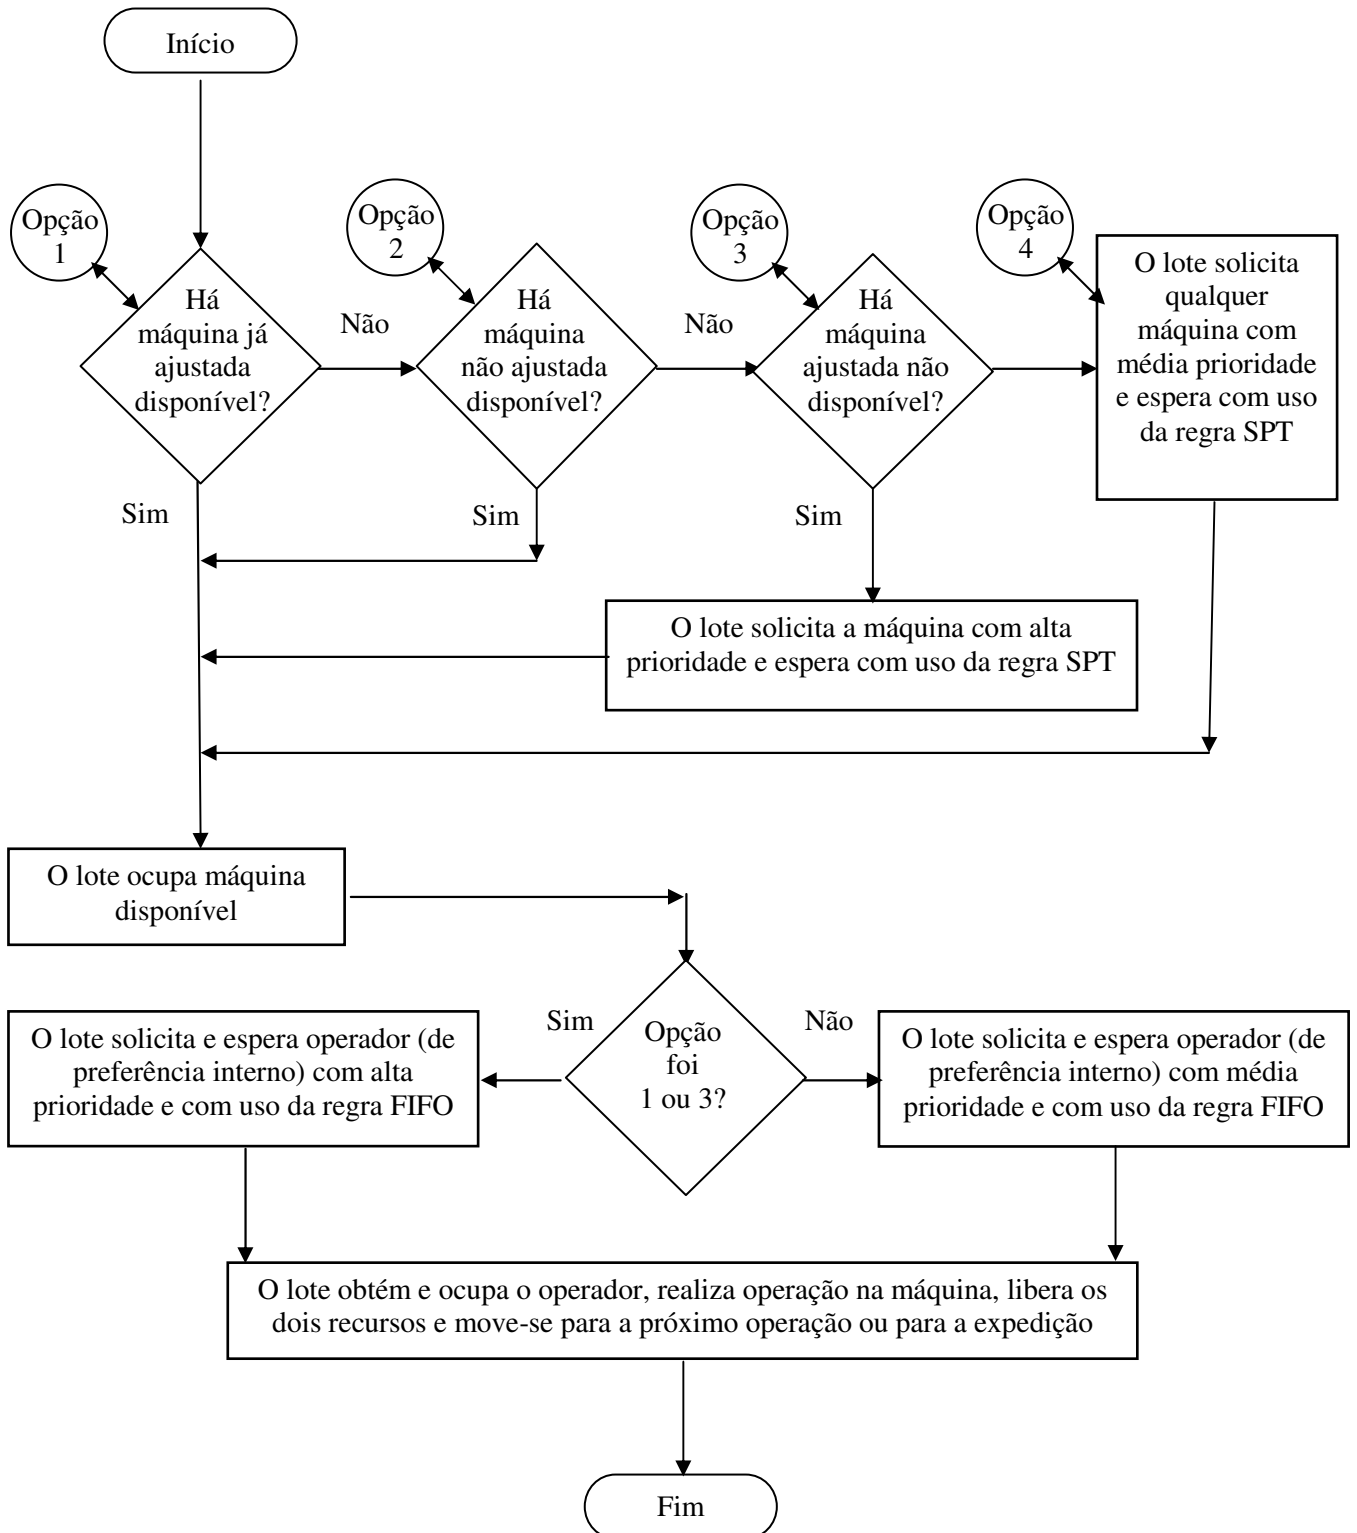 Início
Opção
1
Opção
2
Opção
3
Opção
4
Há
máquina já
ajustada
disponível?
Não
Há
máquina
não ajustada
disponível?
Não
Há
máquina
ajustada não
disponível?
O lote solicita
qualquer
máquina com
média prioridade
e espera com uso
da regra SPT
Sim
Sim
Sim
O lote solicita a máquina com alta
prioridade e espera com uso da regra SPT
O lote ocupa máquina
disponível
Sim
Opção
foi
1 ou 3?
Não
O lote solicita e espera operador (de
preferência interno) com alta
prioridade e com uso da regra FIFO
O lote solicita e espera operador (de
preferência interno) com média
prioridade e com uso da regra FIFO
O lote obtém e ocupa o operador, realiza operação na máquina, libera os
dois recursos e move-se para a próximo operação ou para a expedição
Fim